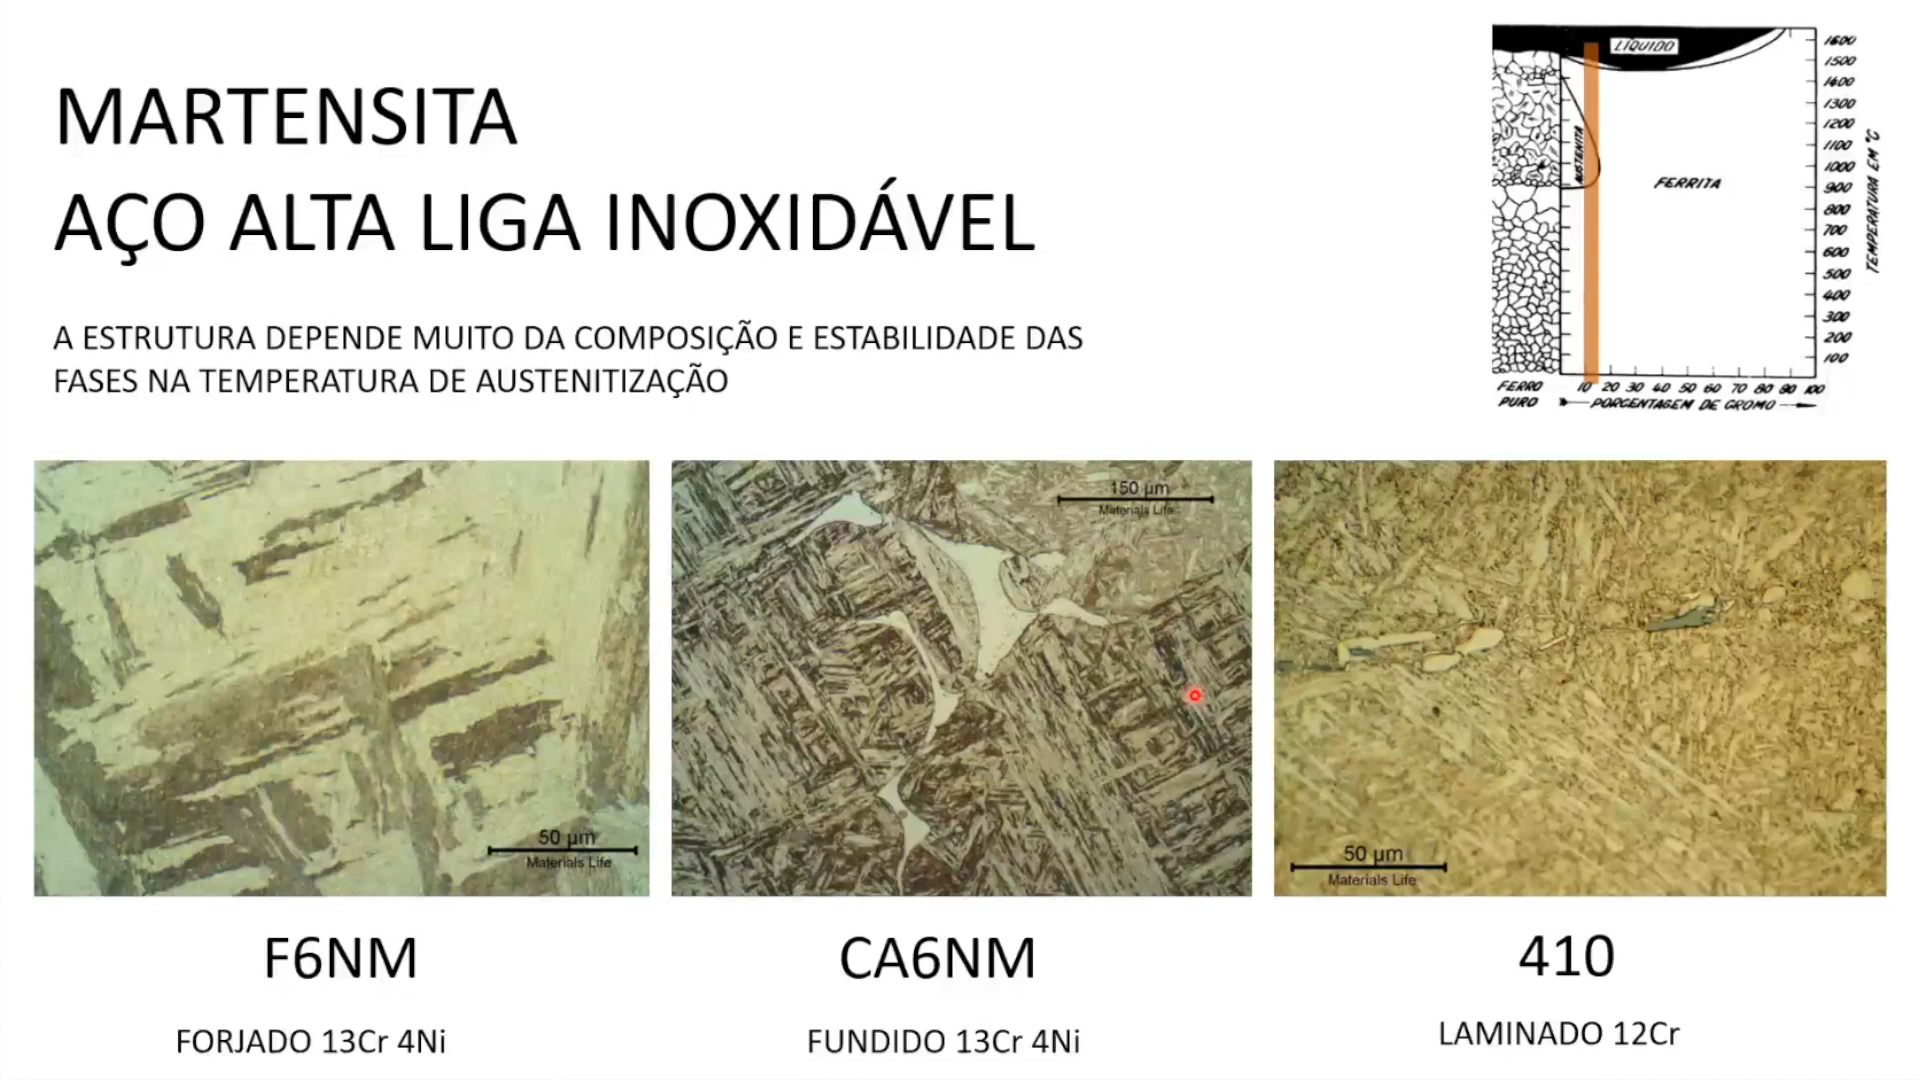 MARTENSITA
AÇO ALTA LIGA INOXIDÁVEL
A ESTRUTURA DEPENDE MUITO DA COMPOSIÇÃO E ESTABILIDADE DAS
FASES NA TEMPERATURA DE AUSTENITIZAÇÃO
LÍQUIDO
AUSTENITA
FERRITA
1600
1500
1400
1300
1200
1100
1000
900
800
700
600
500
400
300
200
100
TEMPERATURA EM °C
10 20 30 40 50 60 70 80 90 100
FERRO
PURO
PORCENTAGEM DE CROMO
50 µm
Materials Life
150 µm
Materials Life
50 µm
Materials Life
F6NM
FORJADO 13Cr 4Ni
CA6NM
FUNDIDO 13Cr 4Ni
410
LAMINADO 12Cr